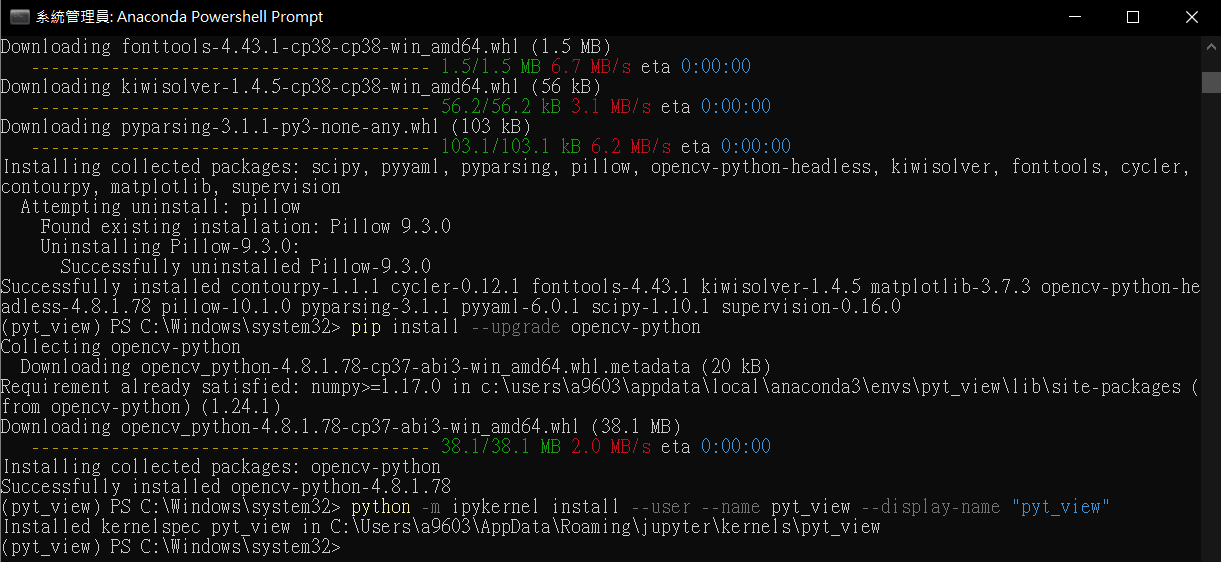 系統管理員: Anaconda Powershell Prompt
Downloading fonttools-4.43.1-cp38-cp38-win_amd64.whl (1.5 MB)
---------------------------------------- 1.5/1.5 MB 6.7 MB/s eta 0:00:00
Downloading kiwisolver-1.4.5-cp38-cp38-win_amd64.whl (56 kB)
---------------------------------------- 56.2/56.2 kB 3.1 MB/s eta 0:00:00
Downloading pyparsing-3.1.1-py3-none-any.whl (103 kB)
---------------------------------------- 103.1/103.1 kB 6.2 MB/s eta 0:00:00
Installing collected packages: scipy, pyyaml, pyparsing, pillow, opencv-python-headless, kiwisolver, fonttools, cycler,
contourpy, matplotlib, supervision
Attempting uninstall: pillow
Found existing installation: Pillow 9.3.0
Uninstalling Pillow-9.3.0:
Successfully uninstalled Pillow-9.3.0
Successfully installed contourpy-1.1.1 cycler-0.12.1 fonttools-4.43.1 kiwisolver-1.4.5 matplotlib-3.7.3 opencv-python-he
adless-4.8.1.78 pillow-10.1.0 pyparsing-3.1.1 pyyaml-6.0.1 scipy-1.10.1 supervision-0.16.0
(pyt_view) PS C:\Windows\system32> pip install --upgrade opencv-python
Collecting opencv-python
Downloading opencv_python-4.8.1.78-cp37-abi3-win_amd64.whl.metadata (20 kB)
Requirement already satisfied: numpy>=1.17.0 in c:\users\a9603\appdata\local\anaconda3\envs\pyt_view\lib\site-packages (
from opencv-python) (1.24.1)
Downloading opencv_python-4.8.1.78-cp37-abi3-win_amd64.whl (38.1 MB)
---------------------------------------- 38.1/38.1 MB 2.0 MB/s eta 0:00:00
Installing collected packages: opencv-python
Successfully installed opencv-python-4.8.1.78
(pyt_view) PS C:\Windows\system32> python -m ipykernel install --user --name pyt_view --display-name "pyt_view"
Installed kernelspec pyt_view in C:\Users\a9603\AppData\Roaming\jupyter\kernels\pyt_view
(pyt_view) PS C:\Windows\system32>